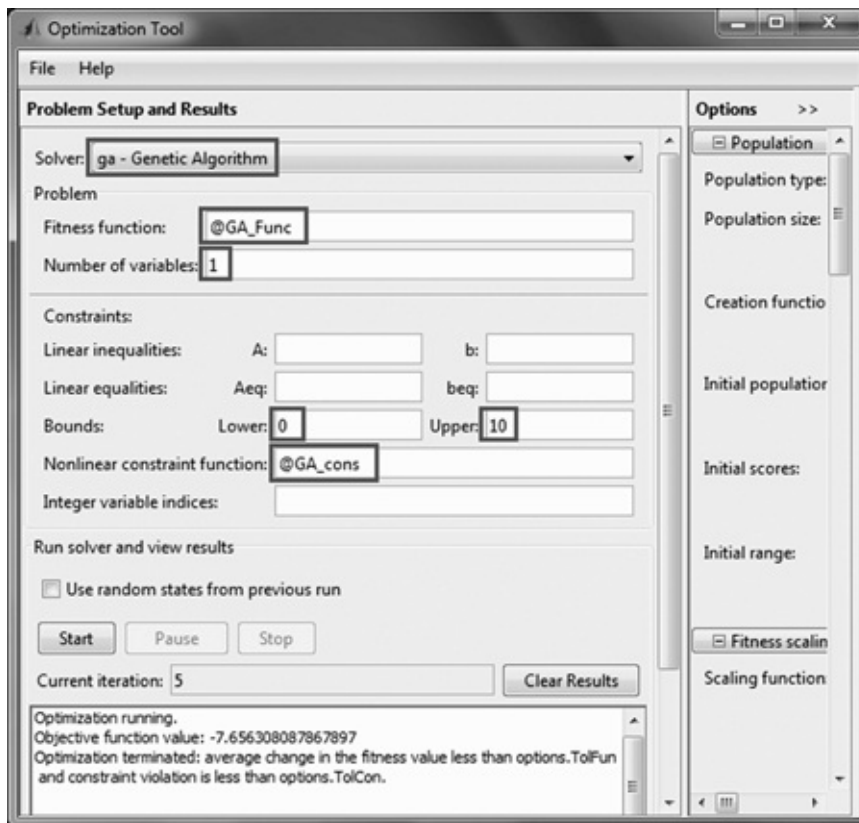 Optimization Tool
File Help
Problem Setup and Results
Solver: ga - Genetic Algorithm
Problem
Fitness function: @GA_Func
Number of variables: 1
Constraints:
Linear inequalities: A: b:
Linear equalities: Aeq: beq:
Bounds: Lower: 0 Upper: 10
Nonlinear constraint function: @GA_cons
Integer variable indices:
Run solver and view results
Use random states from previous run
Start Pause Stop
Current iteration: 5 Clear Results
Optimization running.
Objective function value: -7.656308087867897
Optimization terminated: average change in the fitness value less than options.TolFun
and constraint violation is less than options.TolCon.
Options >>
Population
Population type:
Population size:
Creation functio
Initial population
Initial scores:
Initial range:
Fitness scalin
Scaling function